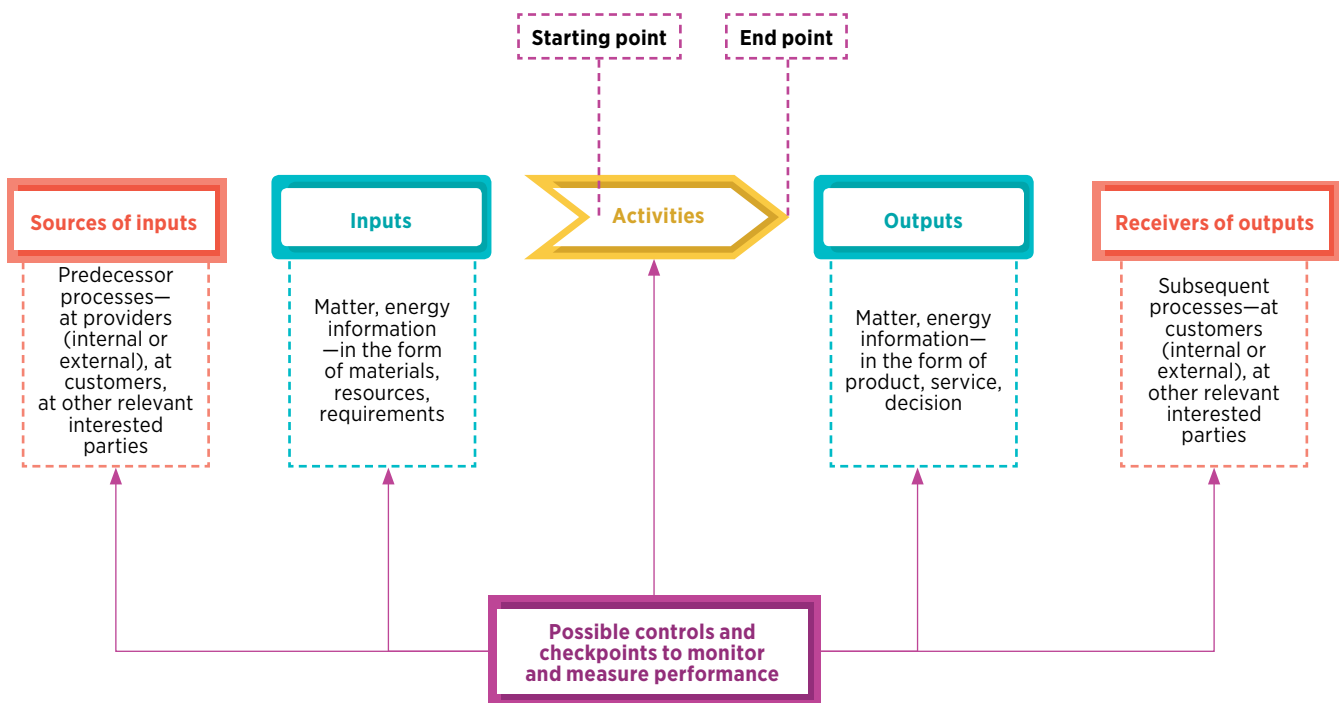 Starting point
End point
Sources of inputs
Inputs
Activities
Outputs
Receivers of outputs
Predecessor
processes—
at providers
(internal or
external), at
customers,
at other relevant
interested
parties
Matter, energy
information
—in the form
of materials,
resources,
requirements
Matter, energy
information—
in the form of
product, service,
decision
Subsequent
processes—at
customers
(internal or
external), at
other relevant
interested
parties
Possible controls and
checkpoints to monitor
and measure performance